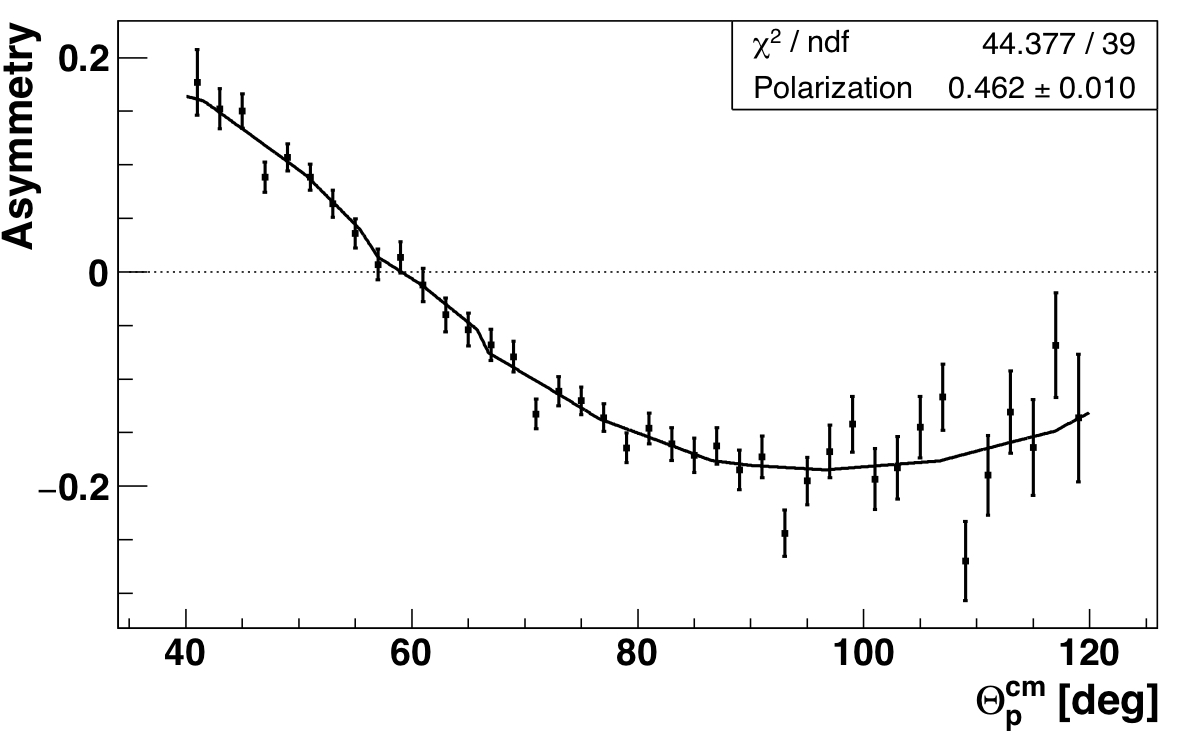 Asymmetry
χ² / ndf 44.377 / 39
Polarization 0.462 ± 0.010
0.2
0
−0.2
40 60 80 100 120
Θ_p^cm [deg]